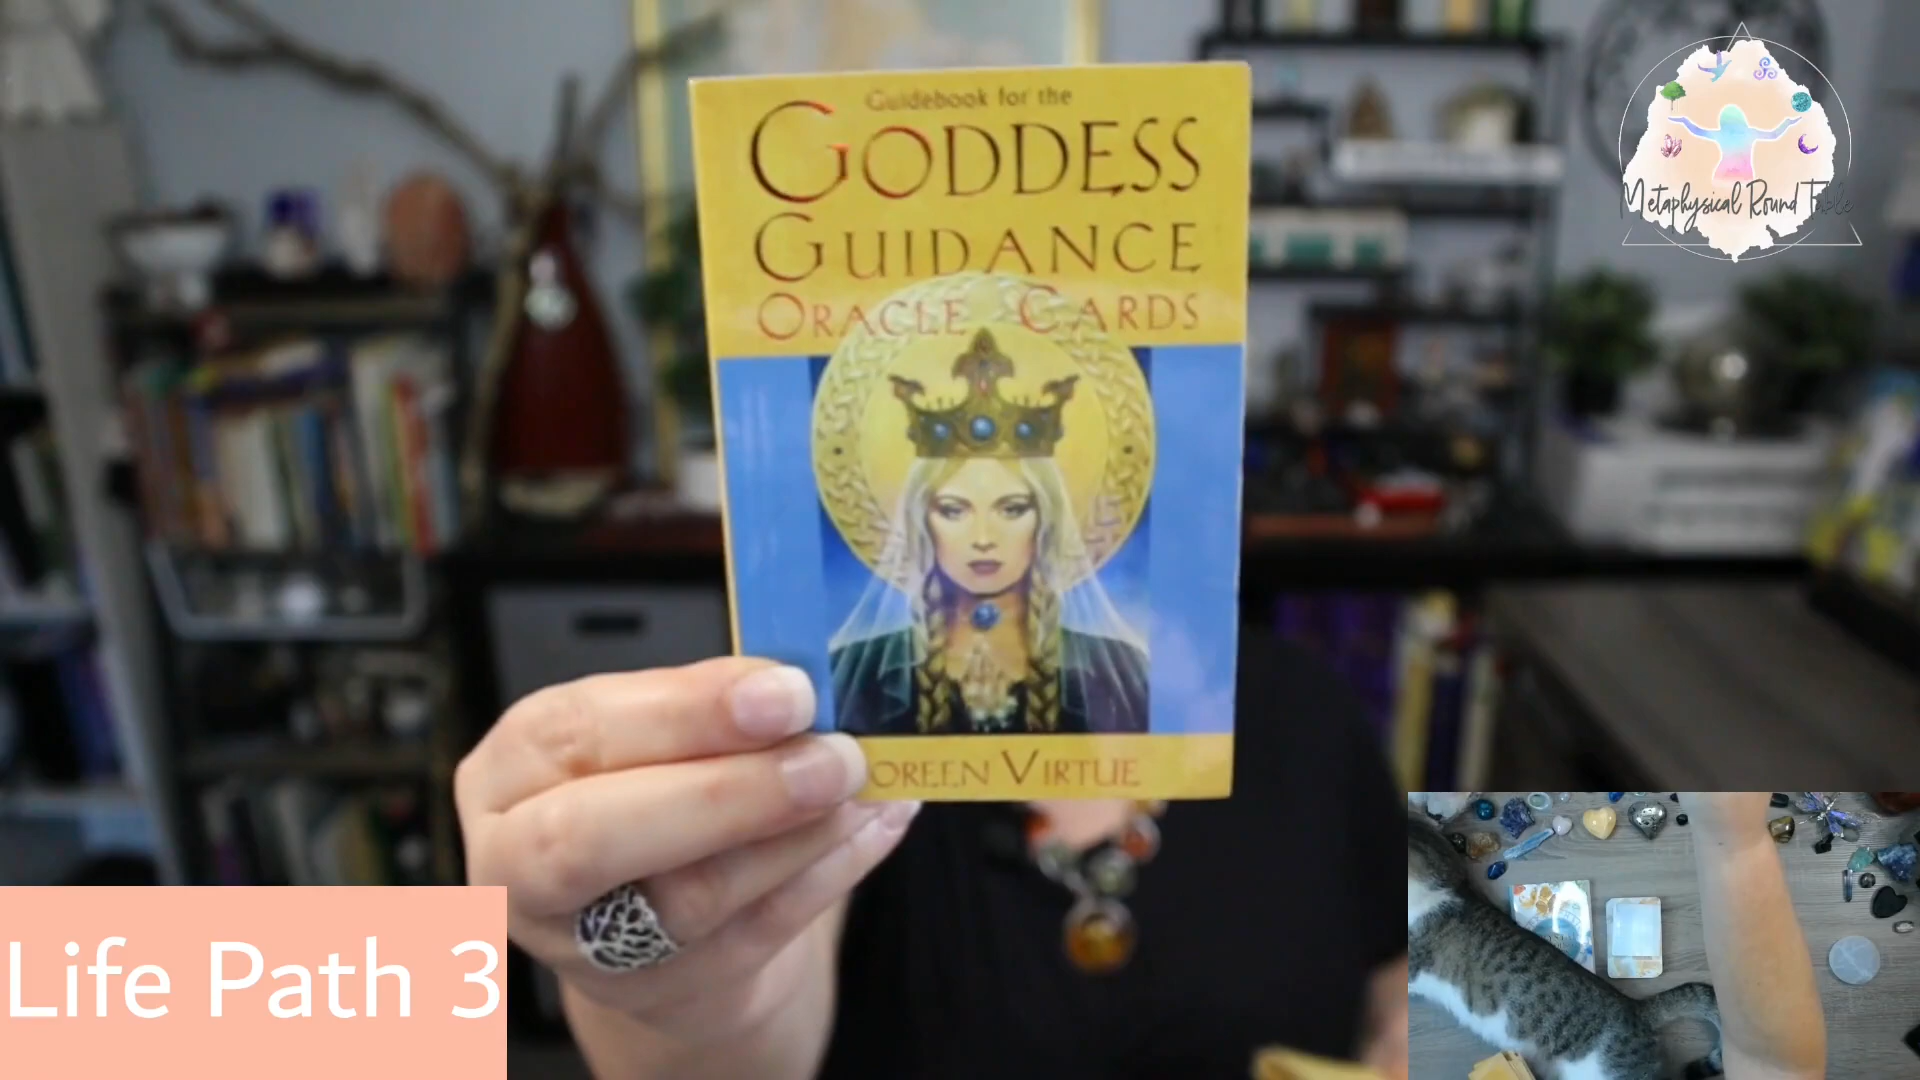 Guidebook for the
GODDESS
GUIDANCE
ORACLE CARDS
OREEN VIRTUE
Metaphysical Round Table
Life Path 3